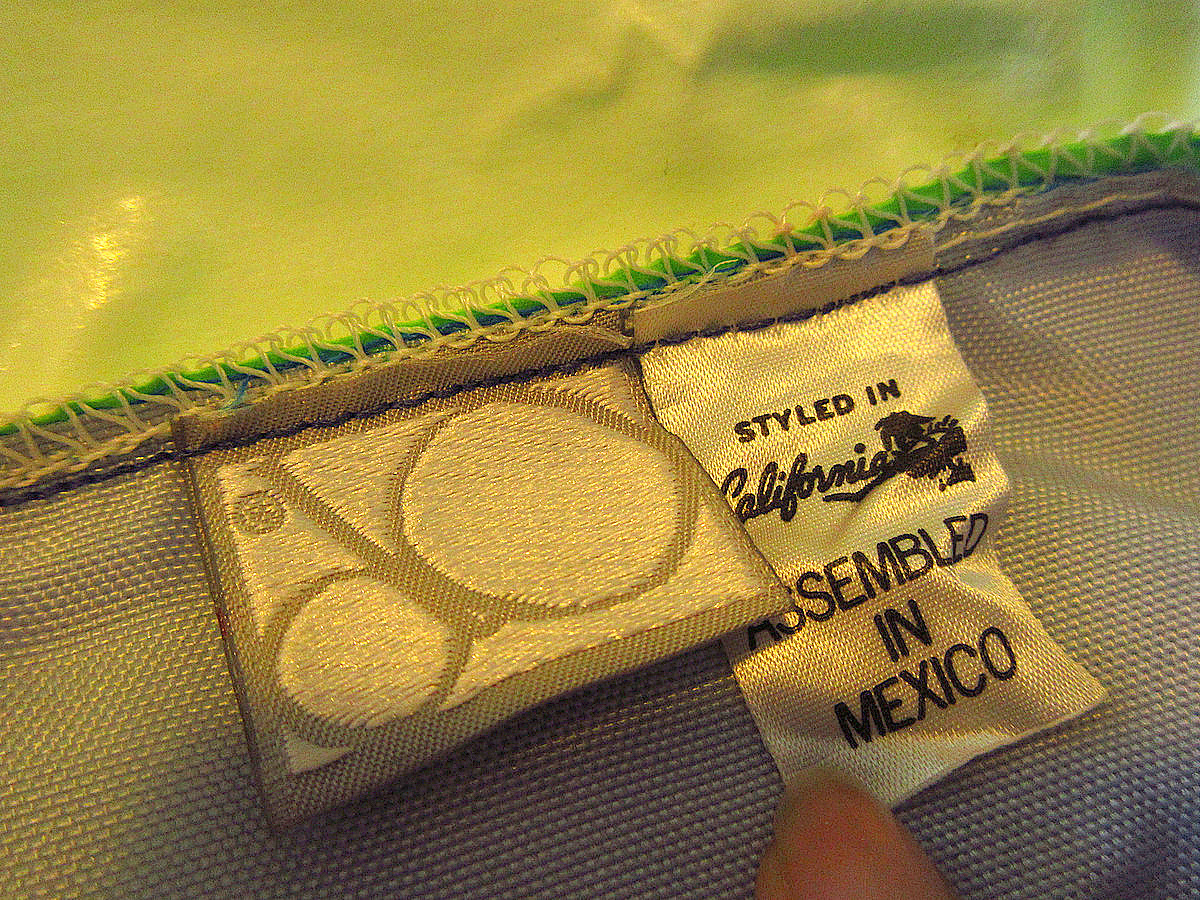 ®
STYLED IN
California
ASSEMBLED
IN
MEXICO